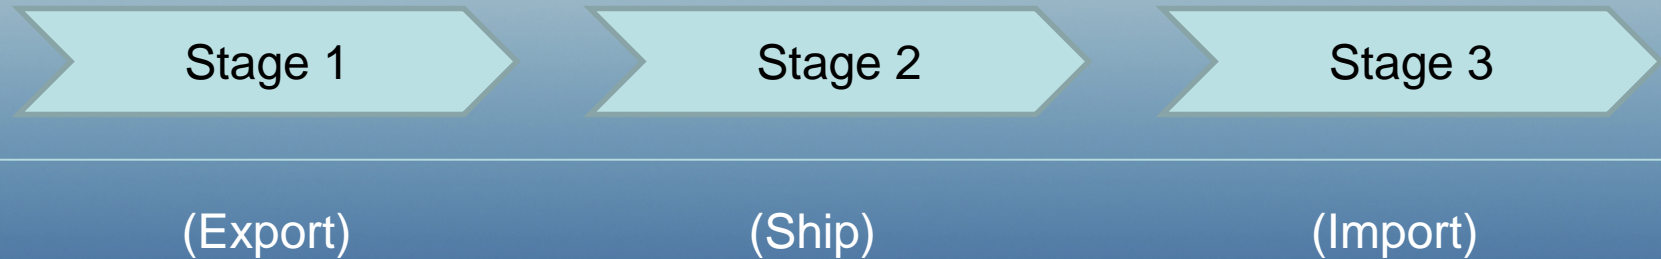 Stage 1 Stage 2 Stage 3
(Export) (Ship) (Import)